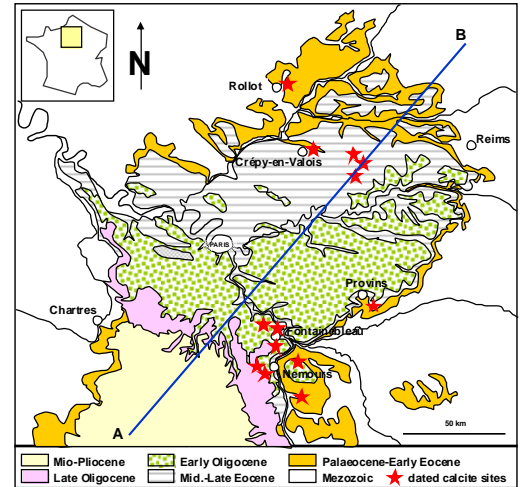 B
N
Rollot
Reims
Crépy-en-Valois
PARIS
Provins
Chartres
Fontainebleau
Nemours
A
50 km
Mio-Pliocene
Early Oligocene
Palaeocene-Early Eocene
Late Oligocene
Mid.-Late Eocene
Mezozoic
dated calcite sites